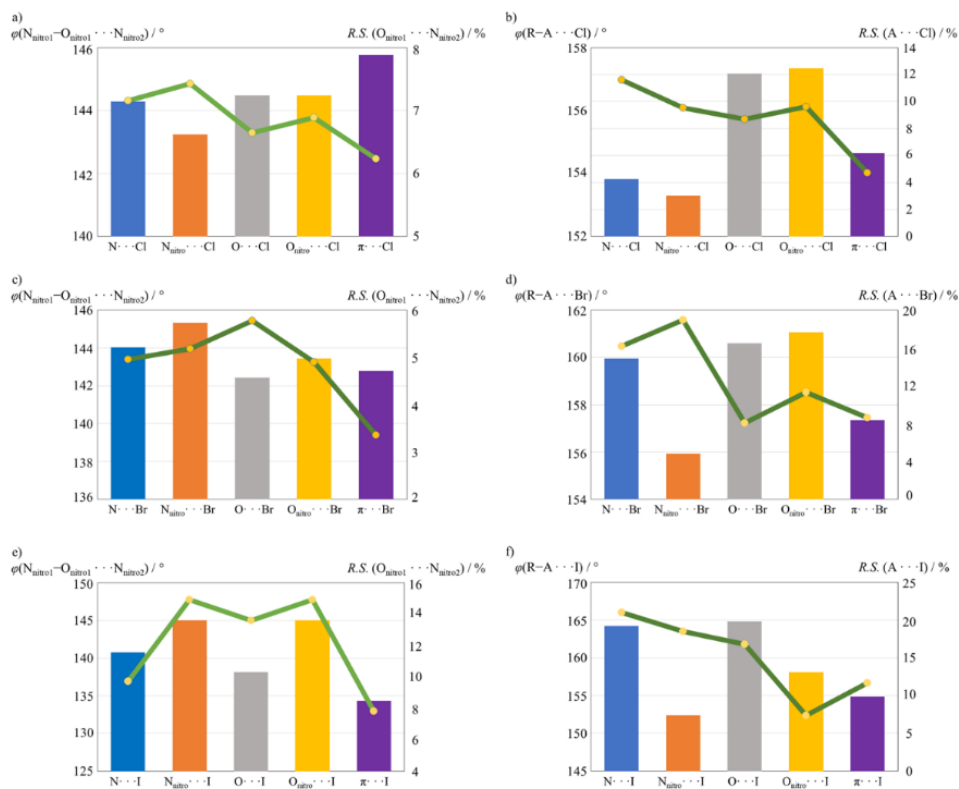 a)
φ(Nnitro1−Onitro1 · · · Nnitro2) / °
R.S. (Onitro1 · · · Nnitro2) / %
146
144
142
140
8
7
6
5
N· · ·Cl
Nnitro· · ·Cl
O· · ·Cl
Onitro· · ·Cl
π· · ·Cl
b)
φ(R−A · · ·Cl) / °
R.S. (A · · ·Cl) / %
158
156
154
152
14
12
10
8
6
4
2
0
N· · ·Cl
Nnitro· · ·Cl
O· · ·Cl
Onitro· · ·Cl
π· · ·Cl
c)
φ(Nnitro1−Onitro1 · · · Nnitro2) / °
R.S. (Onitro1 · · · Nnitro2) / %
146
144
142
140
138
136
6
5
4
3
2
N· · ·Br
Nnitro· · ·Br
O· · ·Br
Onitro· · ·Br
π· · ·Br
d)
φ(R−A · · ·Br) / °
R.S. (A · · ·Br) / %
162
160
158
156
154
20
16
12
8
4
0
N· · ·Br
Nnitro· · ·Br
O· · ·Br
Onitro· · ·Br
π· · ·Br
e)
φ(Nnitro1−Onitro1 · · · Nnitro2) / °
R.S. (Onitro1 · · · Nnitro2) / %
150
145
135
130
125
16
14
12
10
8
6
4
N· · ·I
Nnitro· · ·I
O· · ·I
Onitro· · ·I
π· · ·I
f)
φ(R−A · · ·I) / °
R.S. (A · · ·I) / %
170
165
160
155
150
145
25
20
15
10
5
0
N· · ·I
Nnitro· · ·I
O· · ·I
Onitro· · ·I
π· · ·I